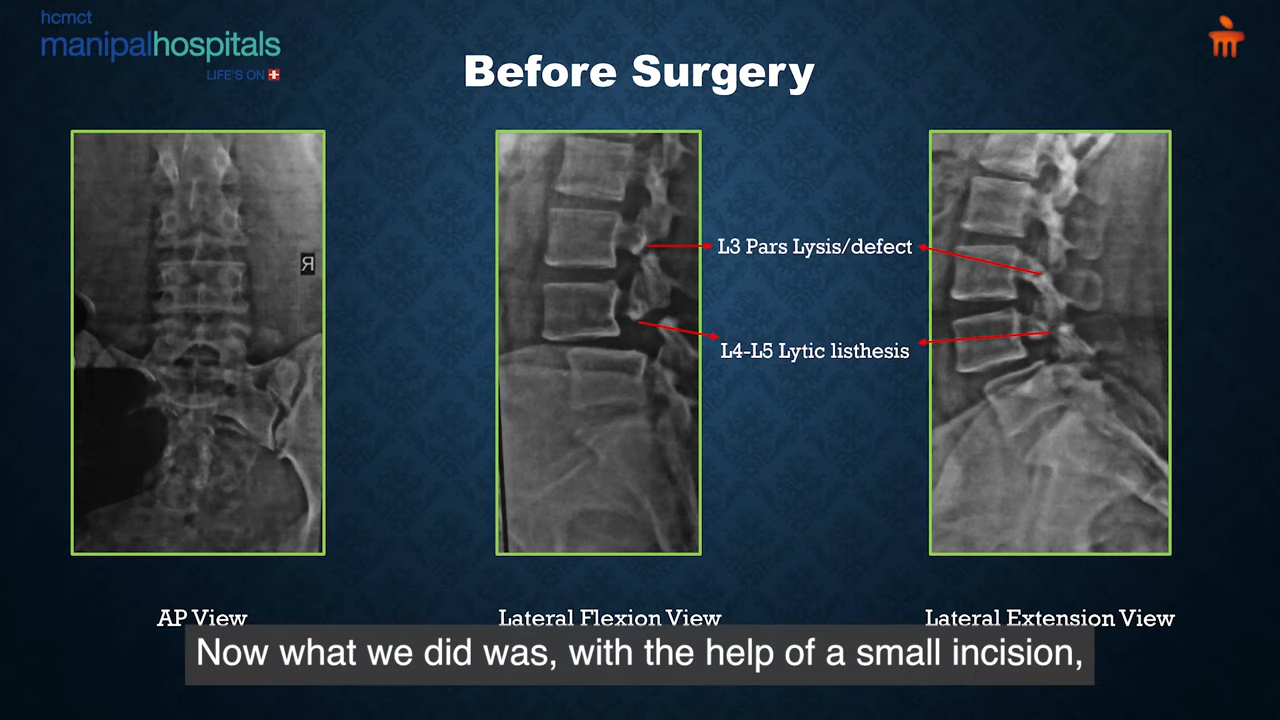 hcmct
manipalhospitals
LIFE'S ON
Before Surgery
R
L3 Pars Lysis/defect
L4-L5 Lytic listhesis
AP View
Lateral Flexion View
Lateral Extension View
Now what we did was, with the help of a small incision,